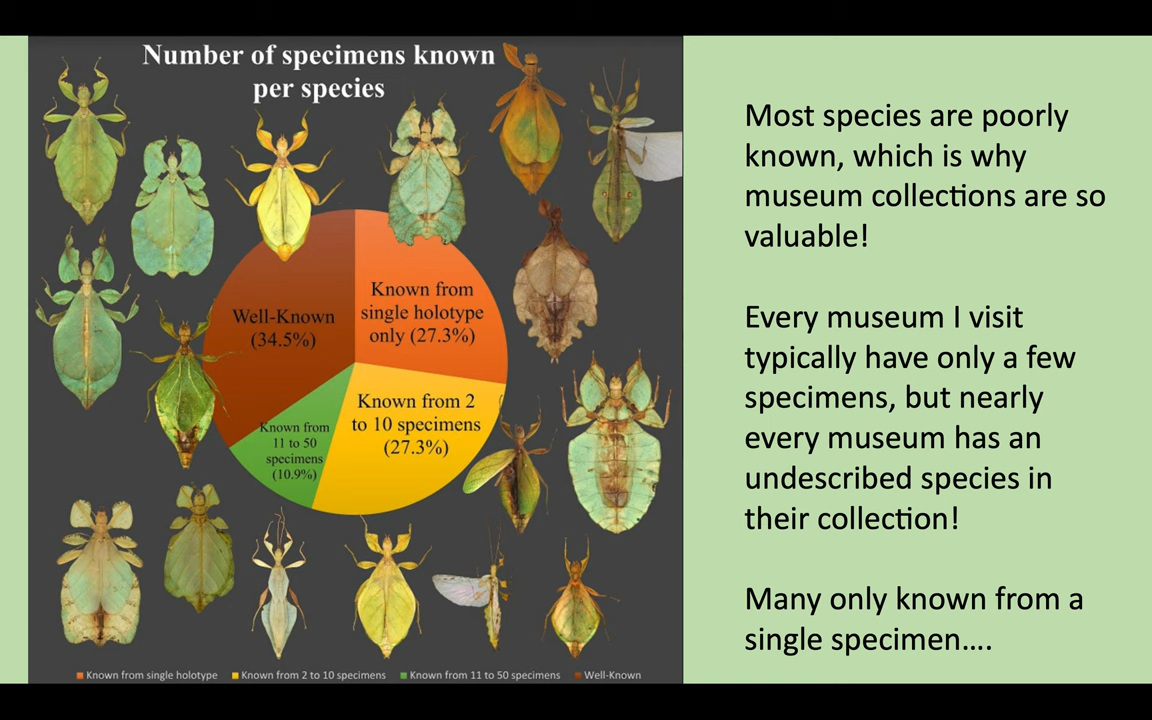 Number of specimens known
per species
Well-Known
(34.5%)
Known from
single holotype
only (27.3%)
Known from 2
to 10 specimens
(27.3%)
Known from
11 to 50
specimens
(10.9%)
Known from single holotype Known from 2 to 10 specimens Known from 11 to 50 specimens Well-Known
Most species are poorly
known, which is why
museum collections are so
valuable!
Every museum I visit
typically have only a few
specimens, but nearly
every museum has an
undescribed species in
their collection!
Many only known from a
single specimen....